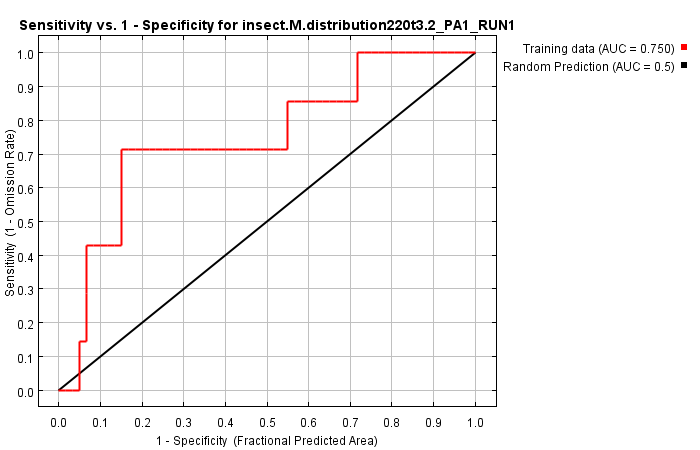 Sensitivity vs. 1 - Specificity for insect.M.distribution220t3.2_PA1_RUN1
Training data (AUC = 0.750)
Random Prediction (AUC = 0.5)
Sensitivity (1 - Omission Rate)
1.0
0.9
0.8
0.7
0.6
0.5
0.4
0.3
0.2
0.1
0.0
0.0 0.1 0.2 0.3 0.4 0.5 0.6 0.7 0.8 0.9 1.0
1 - Specificity (Fractional Predicted Area)